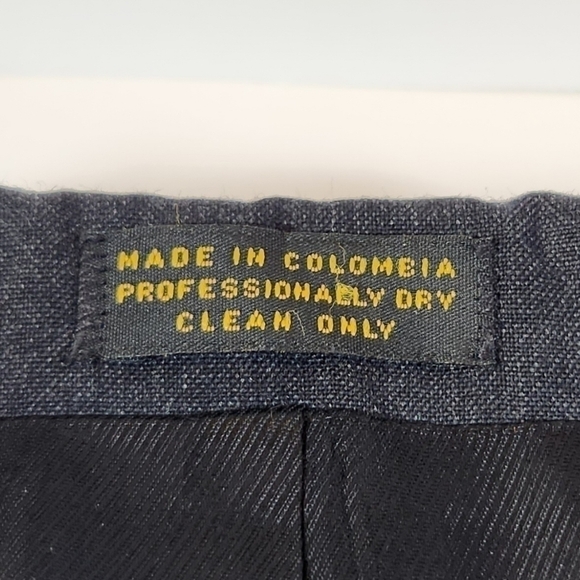 MADE IN COLOMBIA
PROFESSIONALLY DRY
CLEAN ONLY